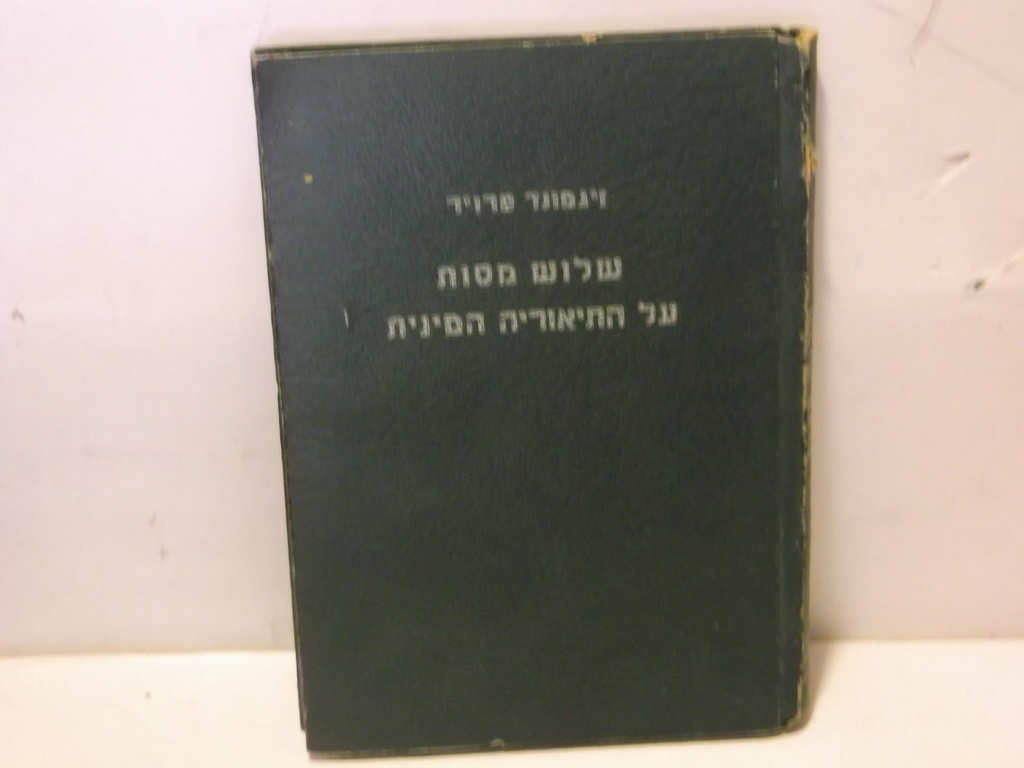 זיגמונד פרויד
שלוש מסות
על התיאוריה המינית